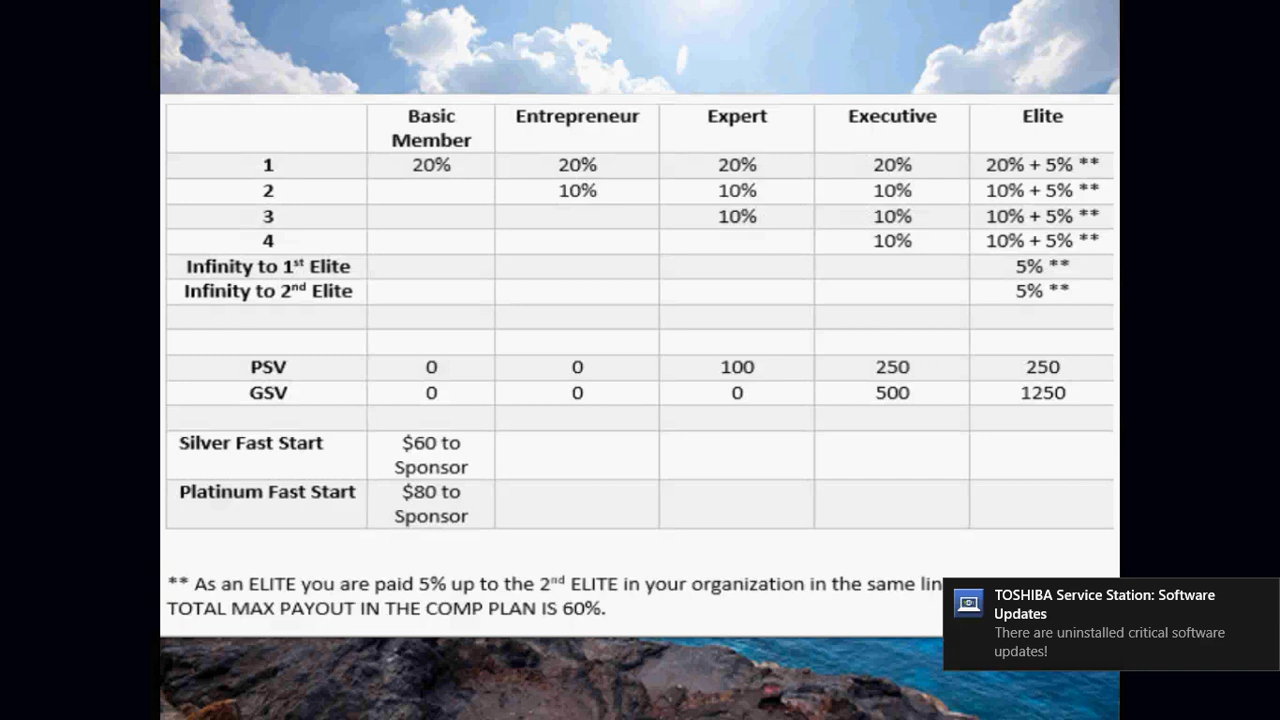 Basic Member Entrepreneur Expert Executive Elite
1 20% 20% 20% 20% 20% + 5% **
2 10% 10% 10% 10% + 5% **
3 10% 10% 10% + 5% **
4 10% 10% + 5% **
Infinity to 1st Elite 5% **
Infinity to 2nd Elite 5% **
PSV 0 0 100 250 250
GSV 0 0 0 500 1250
Silver Fast Start $60 to Sponsor
Platinum Fast Start $80 to Sponsor
** As an ELITE you are paid 5% up to the 2nd ELITE in your organization in the same
TOTAL MAX PAYOUT IN THE COMP PLAN IS 60%.
TOSHIBA Service Station: Software
Updates
There are uninstalled critical software
updates!